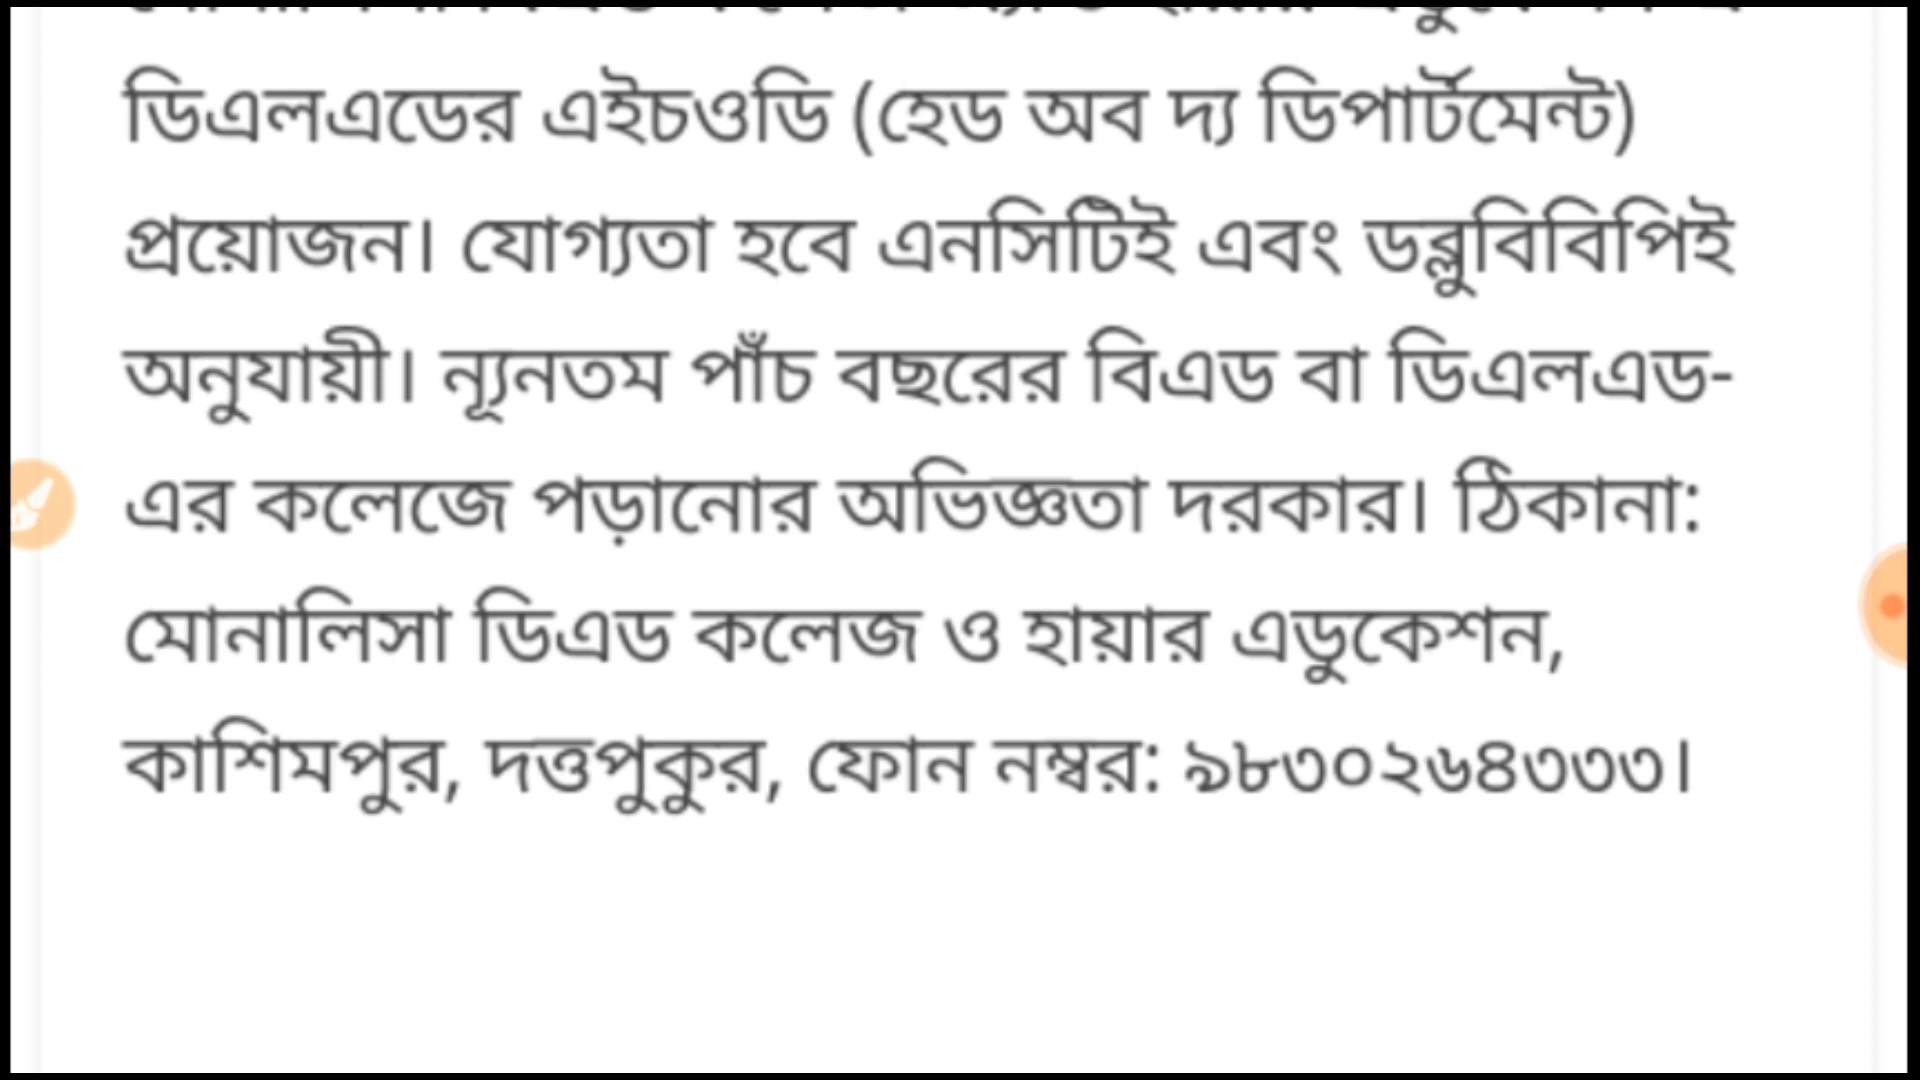 ডিএলএডের এইচওডি (হেড অব দ্য ডিপার্টমেন্ট)
প্রয়োজন। যোগ্যতা হবে এনসিটিই এবং ডব্লুবিবিপিই
অনুযায়ী। ন্যূনতম পাঁচ বছরের বিএড বা ডিএলএড-
এর কলেজে পড়ানোর অভিজ্ঞতা দরকার। ঠিকানা:
মোনালিসা ডিএড কলেজ ও হায়ার এডুকেশন,
কাশিমপুর, দত্তপুকুর, ফোন নম্বর: ৯৮৩০২৬৪৩৩৩।